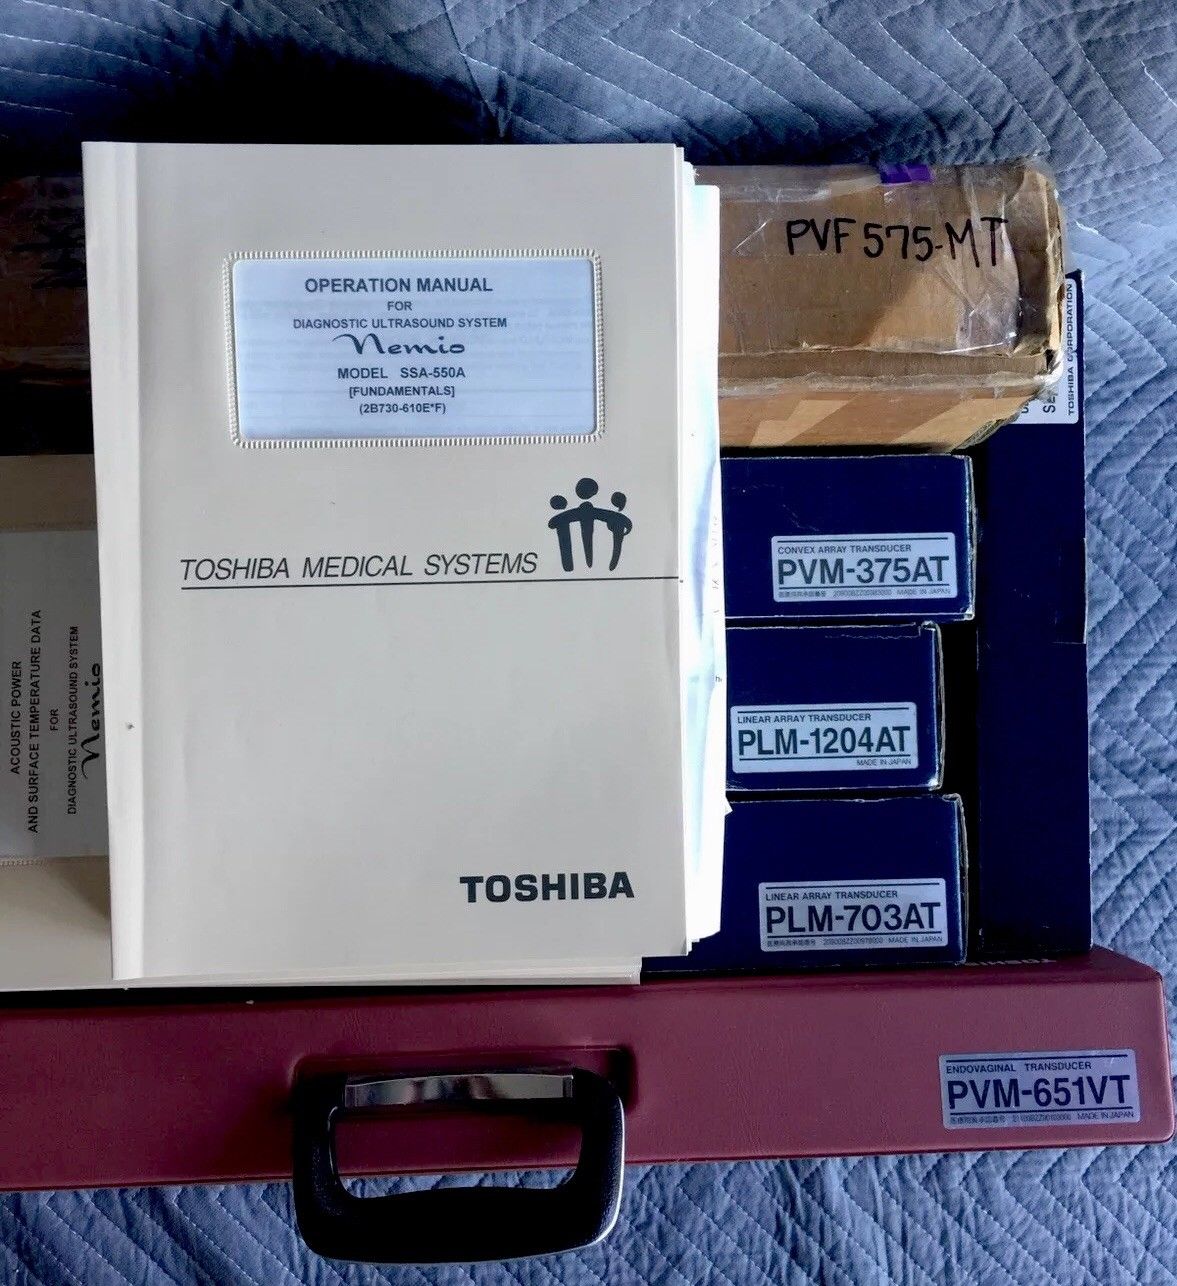 OPERATION MANUAL
FOR
DIAGNOSTIC ULTRASOUND SYSTEM
Nemio
MODEL SSA-550A
[FUNDAMENTALS]
(2B730-610E*F)
TOSHIBA MEDICAL SYSTEMS
TOSHIBA
ACOUSTIC POWER
AND SURFACE TEMPERATURE DATA
FOR
DIAGNOSTIC ULTRASOUND SYSTEM
Nemio
PVF575-MT
TOSHIBA CORPORATION
CONVEX ARRAY TRANSDUCER
PVM-375AT
MADE IN JAPAN
LINEAR ARRAY TRANSDUCER
PLM-1204AT
MADE IN JAPAN
LINEAR ARRAY TRANSDUCER
PLM-703AT
MADE IN JAPAN
TOSHIBA
ENDOVAGINAL TRANSDUCER
PVM-651VT
MADE IN JAPAN